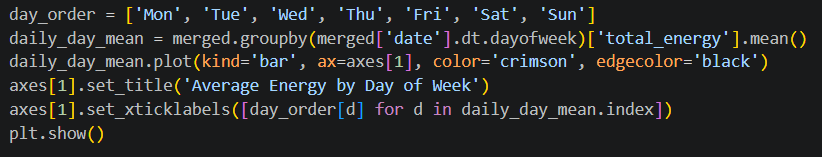 day_order = ['Mon', 'Tue', 'Wed', 'Thu', 'Fri', 'Sat', 'Sun']
daily_day_mean = merged.groupby(merged['date'].dt.dayofweek)['total_energy'].mean()
daily_day_mean.plot(kind='bar', ax=axes[1], color='crimson', edgecolor='black')
axes[1].set_title('Average Energy by Day of Week')
axes[1].set_xticklabels([day_order[d] for d in daily_day_mean.index])
plt.show()